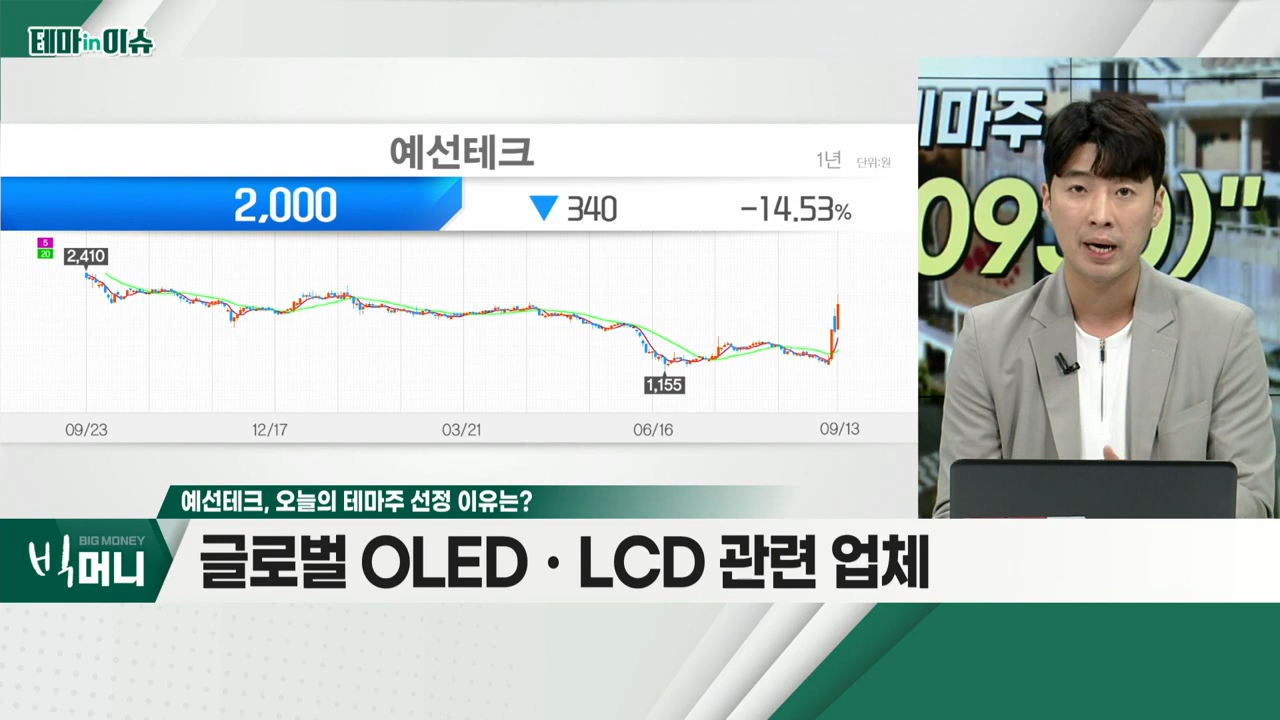 테마in이슈
예선테크
1년 단위:원
2,000 ▼ 340 -14.53%
5
20
2,410
1,155
09/23 12/17 03/21 06/16 09/13
테마주
)"
예선테크, 오늘의 테마주 선정 이유는?
BIG MONEY
빅머니
글로벌 OLED · LCD 관련 업체